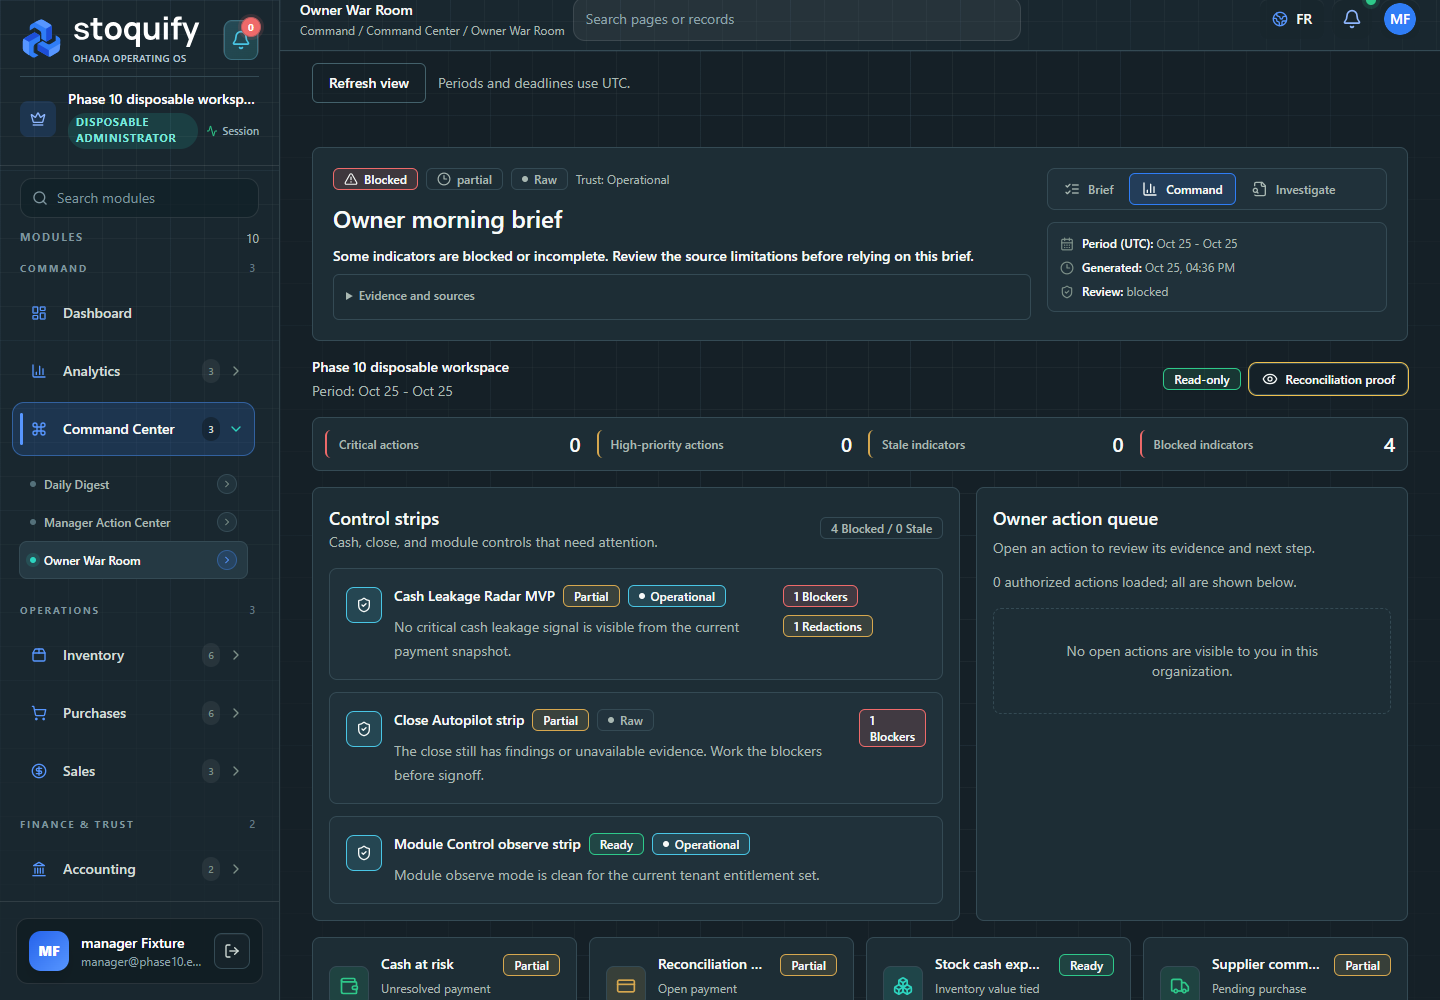 stoquify
OHADA OPERATING OS
0
Phase 10 disposable worksp...
DISPOSABLE
ADMINISTRATOR
Session
Search modules
MODULES 10
COMMAND 3
Dashboard
Analytics 3
Command Center 3
Daily Digest
Manager Action Center
Owner War Room
OPERATIONS 3
Inventory 6
Purchases 6
Sales 3
FINANCE & TRUST 2
Accounting 2
MF
manager Fixture
manager@phase10.e...
Owner War Room
Command / Command Center / Owner War Room
Search pages or records
FR
MF
Refresh view
Periods and deadlines use UTC.
Blocked
partial
Raw
Trust: Operational
Owner morning brief
Some indicators are blocked or incomplete. Review the source limitations before relying on this brief.
Evidence and sources
Brief
Command
Investigate
Period (UTC): Oct 25 - Oct 25
Generated: Oct 25, 04:36 PM
Review: blocked
Phase 10 disposable workspace
Period: Oct 25 - Oct 25
Read-only
Reconciliation proof
Critical actions 0
High-priority actions 0
Stale indicators 0
Blocked indicators 4
Control strips
Cash, close, and module controls that need attention.
4 Blocked / 0 Stale
Cash Leakage Radar MVP Partial Operational
No critical cash leakage signal is visible from the current
payment snapshot.
1 Blockers
1 Redactions
Close Autopilot strip Partial Raw
The close still has findings or unavailable evidence. Work the blockers
before signoff.
1
Blockers
Module Control observe strip Ready Operational
Module observe mode is clean for the current tenant entitlement set.
Owner action queue
Open an action to review its evidence and next step.
0 authorized actions loaded; all are shown below.
No open actions are visible to you in this
organization.
Cash at risk Partial
Unresolved payment
Reconciliation ... Partial
Open payment
Stock cash exp... Ready
Inventory value tied
Supplier comm... Partial
Pending purchase